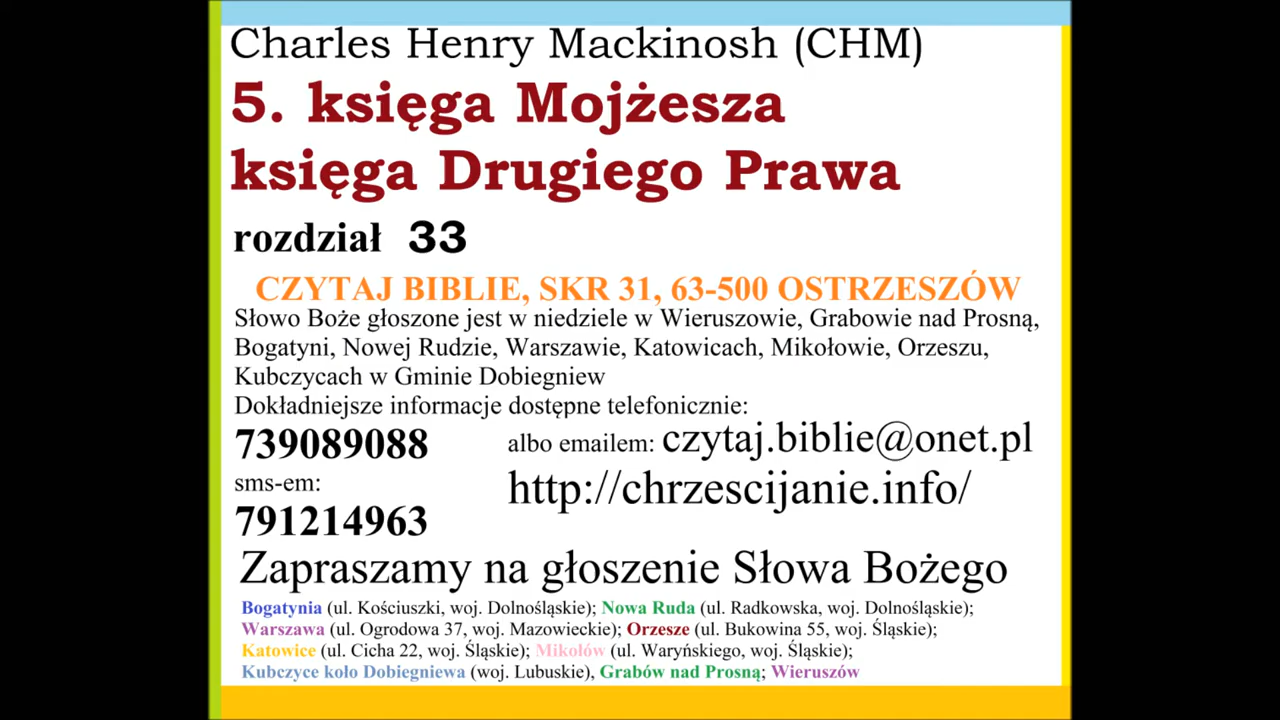 Charles Henry Mackinosh (CHM)
5. księga Mojżesza
księga Drugiego Prawa
rozdział 33
CZYTAJ BIBLIE, SKR 31, 63-500 OSTRZESZÓW
Słowo Boże głoszone jest w niedziele w Wieruszowie, Grabowie nad Prosną,
Bogatyni, Nowej Rudzie, Warszawie, Katowicach, Mikołowie, Orzeszu,
Kubczycach w Gminie Dobiegniew
Dokładniejsze informacje dostępne telefonicznie:
739089088 albo emailem: czytaj.biblie@onet.pl
sms-em: http://chrzescijanie.info/
791214963
Zapraszamy na głoszenie Słowa Bożego
Bogatynia (ul. Kościuszki, woj. Dolnośląskie); Nowa Ruda (ul. Radkowska, woj. Dolnośląskie);
Warszawa (ul. Ogrodowa 37, woj. Mazowieckie); Orzesze (ul. Bukowina 55, woj. Śląskie);
Katowice (ul. Cicha 22, woj. Śląskie); Mikołów (ul. Waryńskiego, woj. Śląskie);
Kubczyce koło Dobiegniewa (woj. Lubuskie), Grabów nad Prosną; Wieruszów